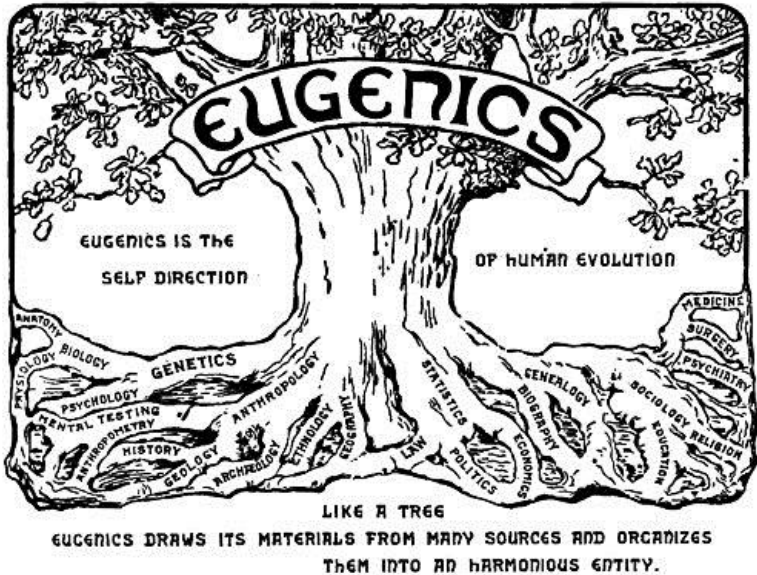 EUGENICS
EUGENICS IS THE
SELF DIRECTION
OF HUMAN EVOLUTION
ANATOMY
PHYSIOLOGY
BIOLOGY
GENETICS
PSYCHOLOGY
MENTAL TESTING
ANTHROPOMETRY
HISTORY
ANTHROPOLOGY
GEOLOGY
ARCHÆOLOGY
ETHNOLOGY
GEOGRAPHY
LAW
STATISTICS
POLITICS
ECONOMICS
BIOGRAPHY
GENEALOGY
EDUCATION
SOCIOLOGY
RELIGION
PSYCHIATRY
SURGERY
MEDICINE
LIKE A TREE
EUGENICS DRAWS ITS MATERIALS FROM MANY SOURCES AND ORGANIZES
THEM INTO AN HARMONIOUS ENTITY.